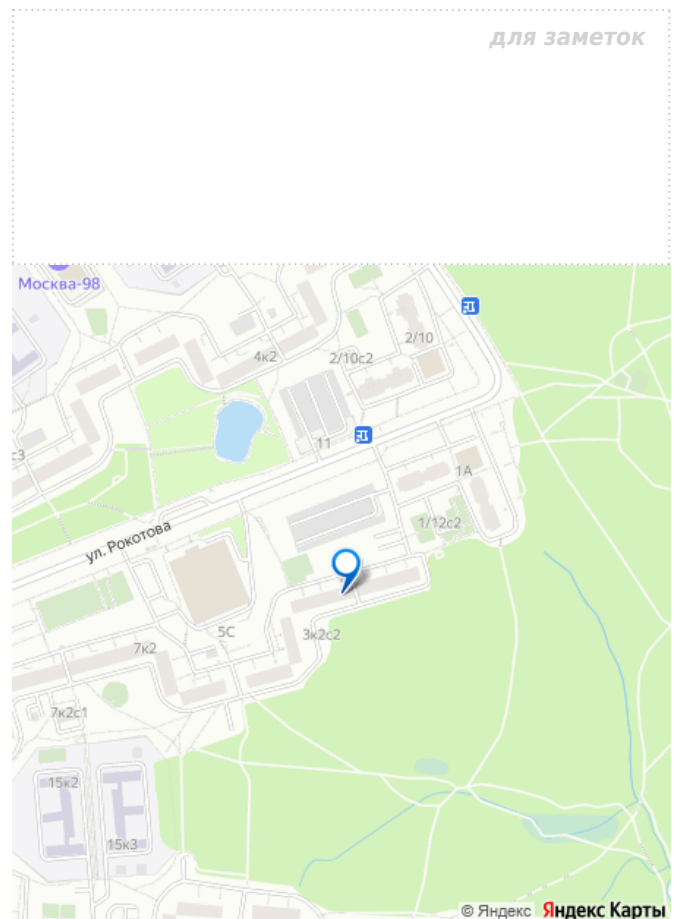 для заметок
Москва-98
2/10
4к2
2/10с2
11
с3
1А
1/12с2
ул. Рокотова
5С
3к2с2
7к2
7к2с1
15к2
15к3
© Яндекс Яндекс Карты